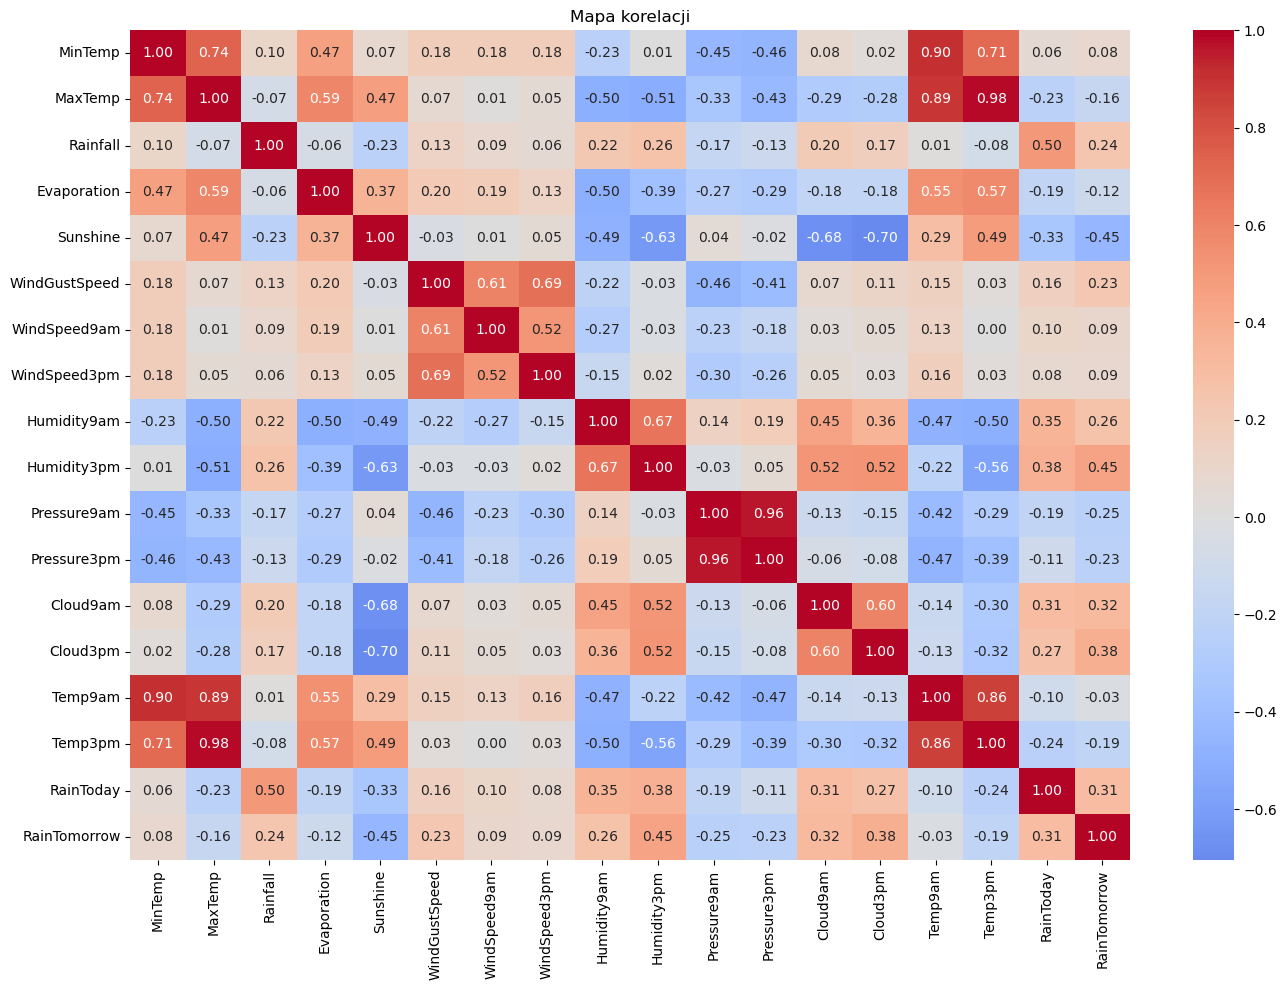 Mapa korelacji
MinTemp 1.00 0.74 0.10 0.47 0.07 0.18 0.18 0.18 -0.23 0.01 -0.45 -0.46 0.08 0.02 0.90 0.71 0.06 0.08
MaxTemp 0.74 1.00 -0.07 0.59 0.47 0.07 0.01 0.05 -0.50 -0.51 -0.33 -0.43 -0.29 -0.28 0.89 0.98 -0.23 -0.16
Rainfall 0.10 -0.07 1.00 -0.06 -0.23 0.13 0.09 0.06 0.22 0.26 -0.17 -0.13 0.20 0.17 0.01 -0.08 0.50 0.24
Evaporation 0.47 0.59 -0.06 1.00 0.37 0.20 0.19 0.13 -0.50 -0.39 -0.27 -0.29 -0.18 -0.18 0.55 0.57 -0.19 -0.12
Sunshine 0.07 0.47 -0.23 0.37 1.00 -0.03 0.01 0.05 -0.49 -0.63 0.04 -0.02 -0.68 -0.70 0.29 0.49 -0.33 -0.45
WindGustSpeed 0.18 0.07 0.13 0.20 -0.03 1.00 0.61 0.69 -0.22 -0.03 -0.46 -0.41 0.07 0.11 0.15 0.03 0.16 0.23
WindSpeed9am 0.18 0.01 0.09 0.19 0.01 0.61 1.00 0.52 -0.27 -0.03 -0.23 -0.18 0.03 0.05 0.13 0.00 0.10 0.09
WindSpeed3pm 0.18 0.05 0.06 0.13 0.05 0.69 0.52 1.00 -0.15 0.02 -0.30 -0.26 0.05 0.03 0.16 0.03 0.08 0.09
Humidity9am -0.23 -0.50 0.22 -0.50 -0.49 -0.22 -0.27 -0.15 1.00 0.67 0.14 0.19 0.45 0.36 -0.47 -0.50 0.35 0.26
Humidity3pm 0.01 -0.51 0.26 -0.39 -0.63 -0.03 -0.03 0.02 0.67 1.00 -0.03 0.05 0.52 0.52 -0.22 -0.56 0.38 0.45
Pressure9am -0.45 -0.33 -0.17 -0.27 0.04 -0.46 -0.23 -0.30 0.14 -0.03 1.00 0.96 -0.13 -0.15 -0.42 -0.29 -0.19 -0.25
Pressure3pm -0.46 -0.43 -0.13 -0.29 -0.02 -0.41 -0.18 -0.26 0.19 0.05 0.96 1.00 -0.06 -0.08 -0.47 -0.39 -0.11 -0.23
Cloud9am 0.08 -0.29 0.20 -0.18 -0.68 0.07 0.03 0.05 0.45 0.52 -0.13 -0.06 1.00 0.60 -0.14 -0.30 0.31 0.32
Cloud3pm 0.02 -0.28 0.17 -0.18 -0.70 0.11 0.05 0.03 0.36 0.52 -0.15 -0.08 0.60 1.00 -0.13 -0.32 0.27 0.38
Temp9am 0.90 0.89 0.01 0.55 0.29 0.15 0.13 0.16 -0.47 -0.22 -0.42 -0.47 -0.14 -0.13 1.00 0.86 -0.10 -0.03
Temp3pm 0.71 0.98 -0.08 0.57 0.49 0.03 0.00 0.03 -0.50 -0.56 -0.29 -0.39 -0.30 -0.32 0.86 1.00 -0.24 -0.19
RainToday 0.06 -0.23 0.50 -0.19 -0.33 0.16 0.10 0.08 0.35 0.38 -0.19 -0.11 0.31 0.27 -0.10 -0.24 1.00 0.31
RainTomorrow 0.08 -0.16 0.24 -0.12 -0.45 0.23 0.09 0.09 0.26 0.45 -0.25 -0.23 0.32 0.38 -0.03 -0.19 0.31 1.00
MinTemp MaxTemp Rainfall Evaporation Sunshine WindGustSpeed WindSpeed9am WindSpeed3pm Humidity9am Humidity3pm Pressure9am Pressure3pm Cloud9am Cloud3pm Temp9am Temp3pm RainToday RainTomorrow
1.0
0.8
0.6
0.4
0.2
0.0
−0.2
−0.4
−0.6